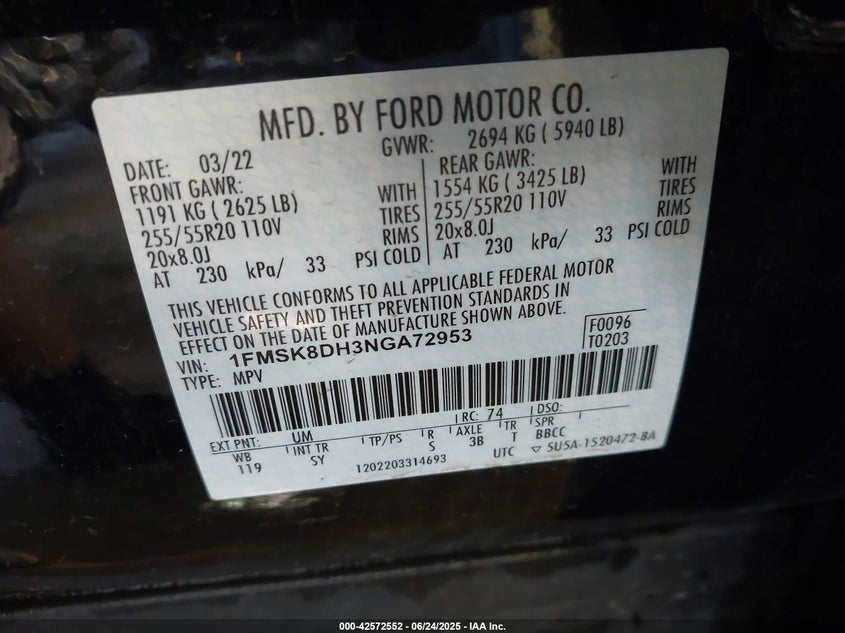 MFD. BY FORD MOTOR CO.
DATE: 03/22 GVWR: 2694 KG ( 5940 LB)
FRONT GAWR: REAR GAWR:
1191 KG ( 2625 LB) WITH 1554 KG ( 3425 LB) WITH
255/55R20 110V TIRES 255/55R20 110V TIRES
20x8.0J RIMS 20x8.0J RIMS
AT 230 kPa/ 33 PSI COLD AT 230 kPa/ 33 PSI COLD
THIS VEHICLE CONFORMS TO ALL APPLICABLE FEDERAL MOTOR
VEHICLE SAFETY AND THEFT PREVENTION STANDARDS IN
EFFECT ON THE DATE OF MANUFACTURE SHOWN ABOVE.
VIN: 1FMSK8DH3NGA72953 F0096
TYPE: MPV T0203
EXT PNT: UM RC: 74 DSO:
WB INT TR TP/PS R AXLE TR SPR
119 SY S 3B T BBCC
1202203314693 UTC ▽ 5U5A-1520472-BA
000-42572552 - 06/24/2025 - IAA Inc.